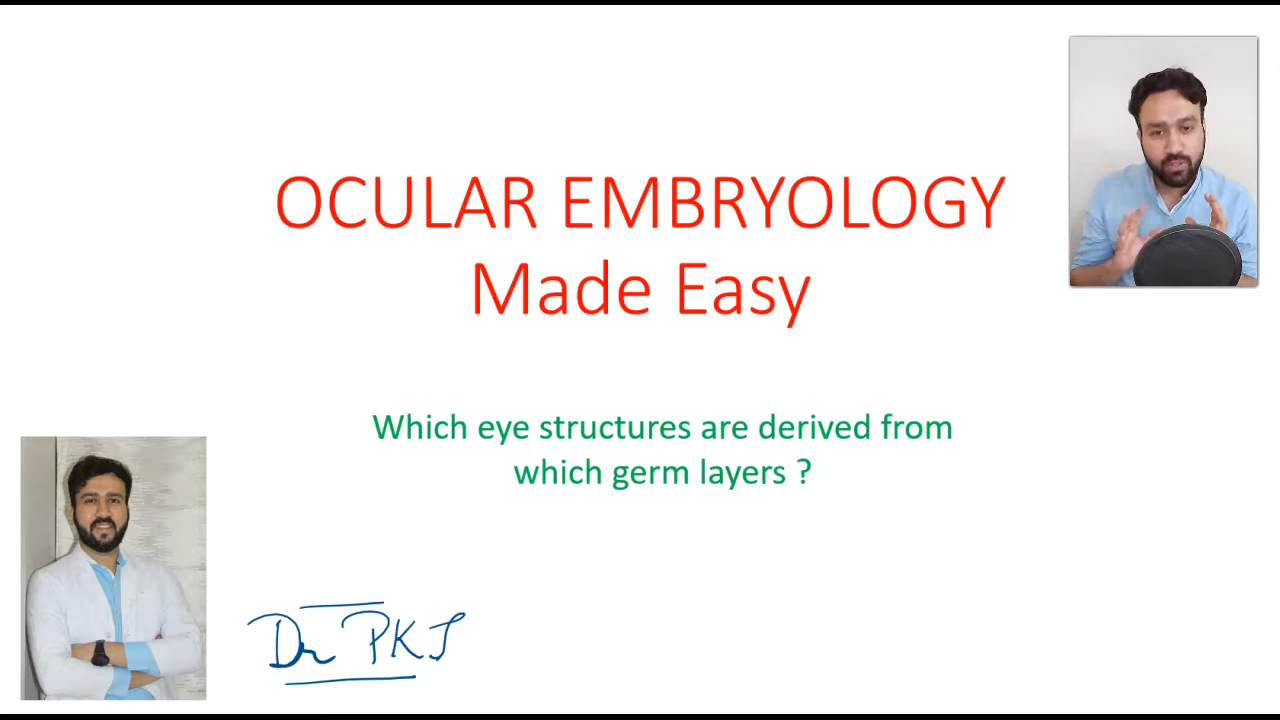 OCULAR EMBRYOLOGY
Made Easy
Which eye structures are derived from
which germ layers ?
Dr PKJ